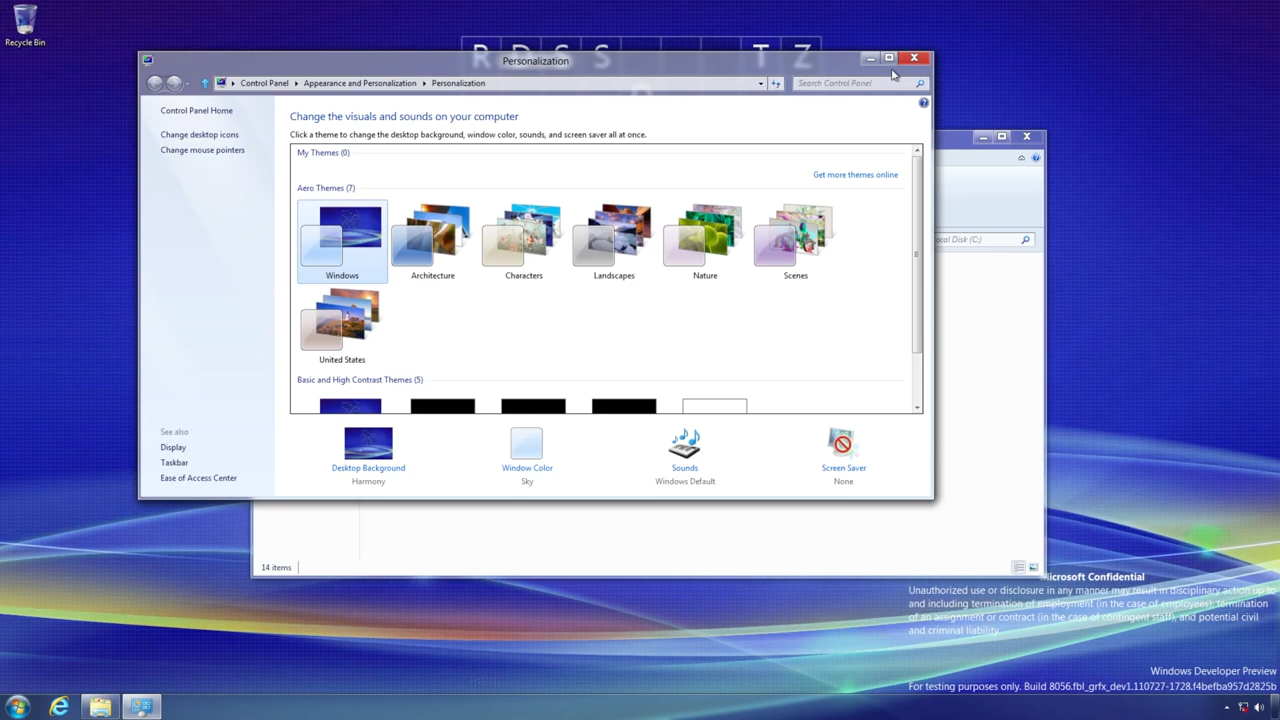 Recycle Bin
R D S S T Z
Personalization
Control Panel Appearance and Personalization Personalization
Search Control Panel
Control Panel Home
Change desktop icons
Change mouse pointers
Change the visuals and sounds on your computer
Click a theme to change the desktop background, window color, sounds, and screen saver all at once.
My Themes (0)
Get more themes online
Aero Themes (7)
Windows
Architecture
Characters
Landscapes
Nature
Scenes
United States
Basic and High Contrast Themes (5)
See also
Display
Taskbar
Ease of Access Center
Desktop Background
Harmony
Window Color
Sky
Sounds
Windows Default
Screen Saver
None
ocal Disk (C:)
14 items
icrosoft Confidential
Unauthorized use or disclosure in any manner may result in disciplinary action up to
and including termination of employment (in the case of employees), termination
of an assignment or contract (in the case of contingent staff), and potential civil
and criminal liability.
Windows Developer Preview
For testing purposes only. Build 8056.fbl_grfx_dev1.110727-1728.f4befba957d2825b